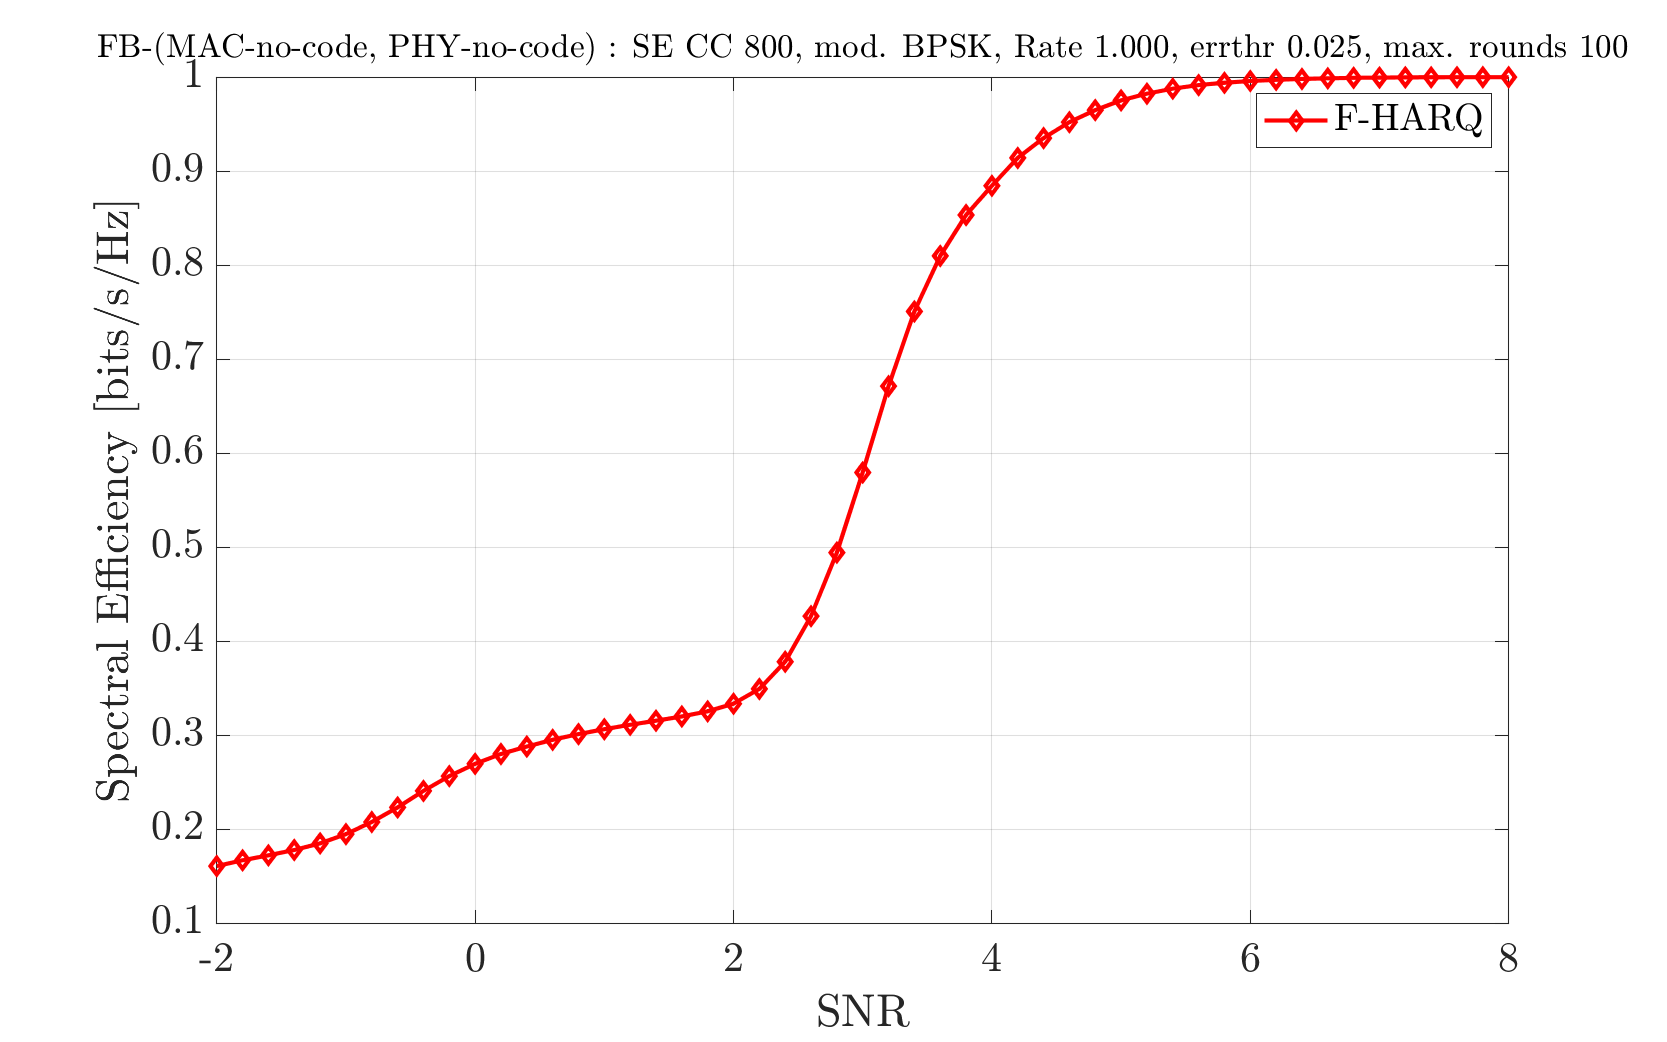 FB-(MAC-no-code, PHY-no-code) : SE CC 800, mod. BPSK, Rate 1.000, errthr 0.025, max. rounds 100
1
F-HARQ
0.9
0.8
0.7
0.6
0.5
0.4
0.3
0.2
0.1
Spectral Efficiency [bits/s/Hz]
-2 0 2 4 6 8
SNR